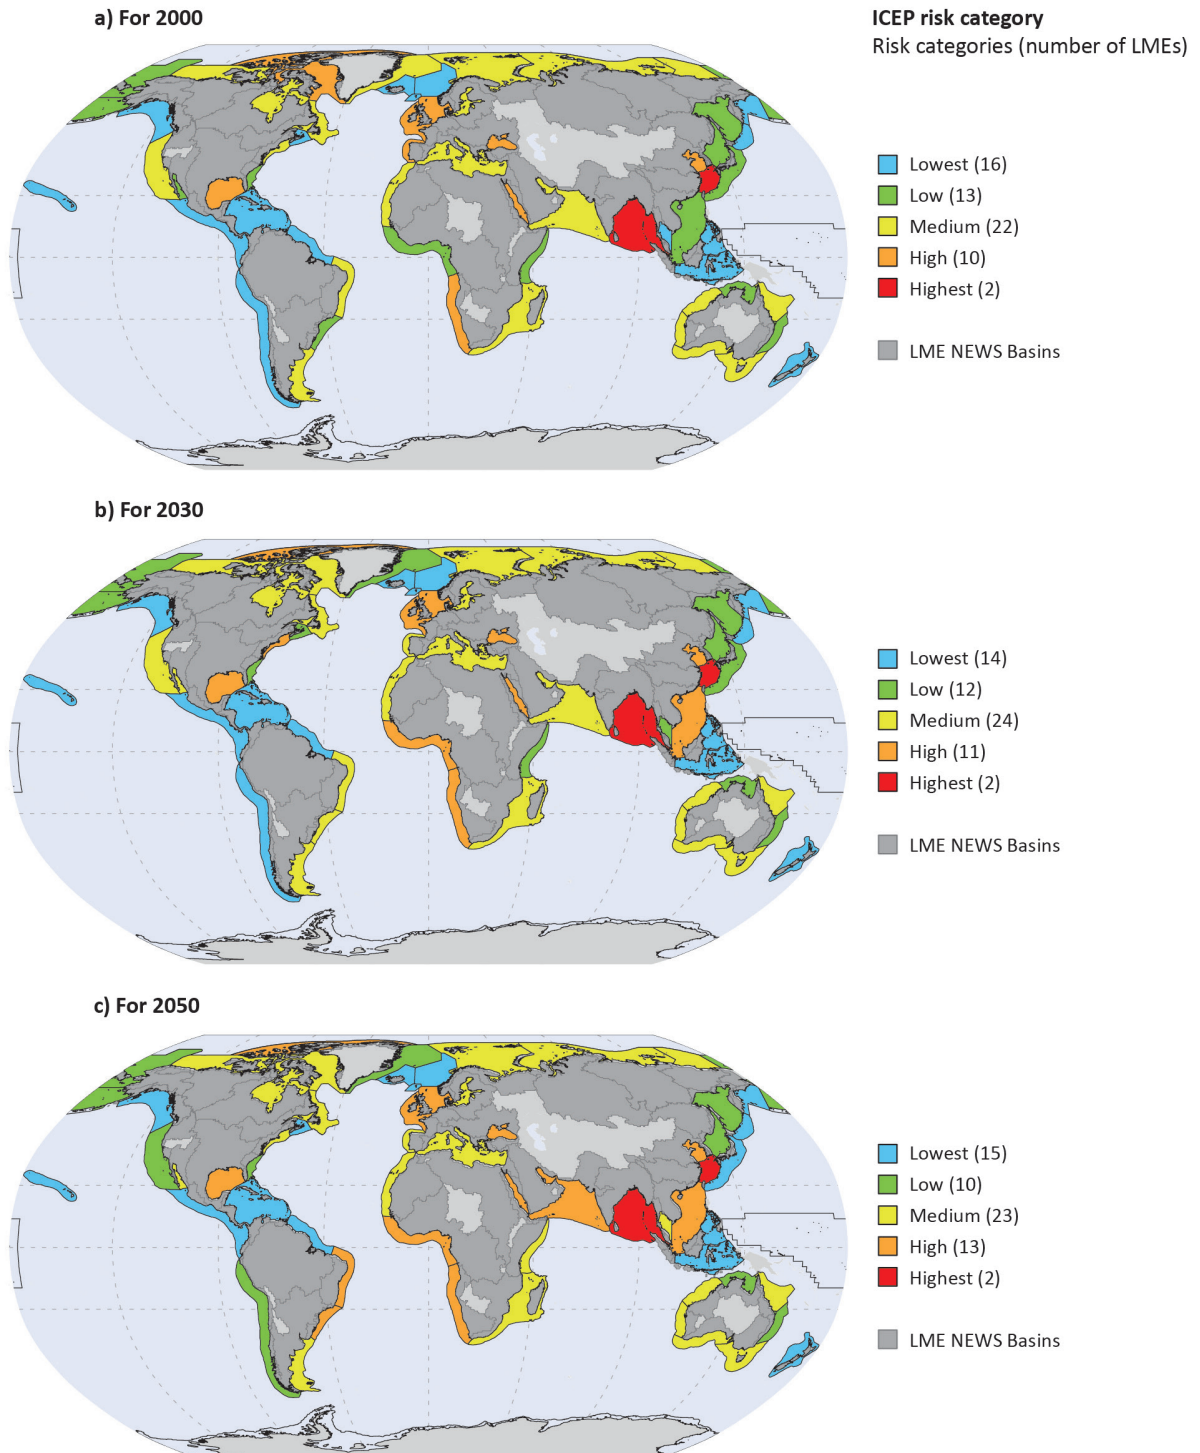 a) For 2000
ICEP risk category
Risk categories (number of LMEs)
Lowest (16)
Low (13)
Medium (22)
High (10)
Highest (2)
LME NEWS Basins
b) For 2030
Lowest (14)
Low (12)
Medium (24)
High (11)
Highest (2)
LME NEWS Basins
c) For 2050
Lowest (15)
Low (10)
Medium (23)
High (13)
Highest (2)
LME NEWS Basins